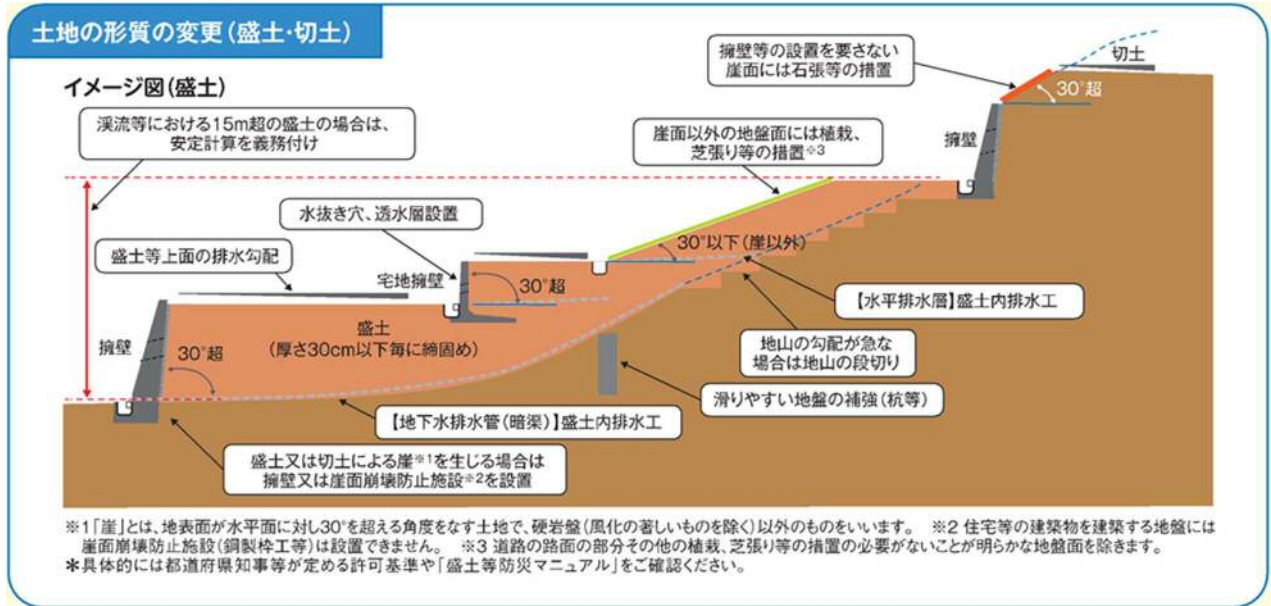 土地の形質の変更(盛土・切土)
イメージ図(盛土)
渓流等における15m超の盛土の場合は、
安定計算を義務付け
擁壁等の設置を要さない
崖面には石張等の措置
切土
30°超
擁壁
崖面以外の地盤面には植栽、
芝張り等の措置※3
水抜き穴、透水層設置
盛土等上面の排水勾配
宅地擁壁
30°超
30°以下(崖以外)
【水平排水層】盛土内排水工
擁壁
30°超
盛土
(厚さ30cm以下毎に締固め)
地山の勾配が急な
場合は地山の段切り
滑りやすい地盤の補強(杭等)
【地下水排水管(暗渠)】盛土内排水工
盛土又は切土による崖※1を生じる場合は
擁壁又は崖面崩壊防止施設※2を設置
※1「崖」とは、地表面が水平面に対し30°を超える角度をなす土地で、硬岩盤(風化の著しいものを除く)以外のものをいいます。 ※2 住宅等の建築物を建築する地盤には
崖面崩壊防止施設(鋼製枠工等)は設置できません。 ※3 道路の路面の部分その他の植栽、芝張り等の措置の必要がないことが明らかな地盤面を除きます。
＊具体的には都道府県知事等が定める許可基準や「盛土等防災マニュアル」をご確認ください。